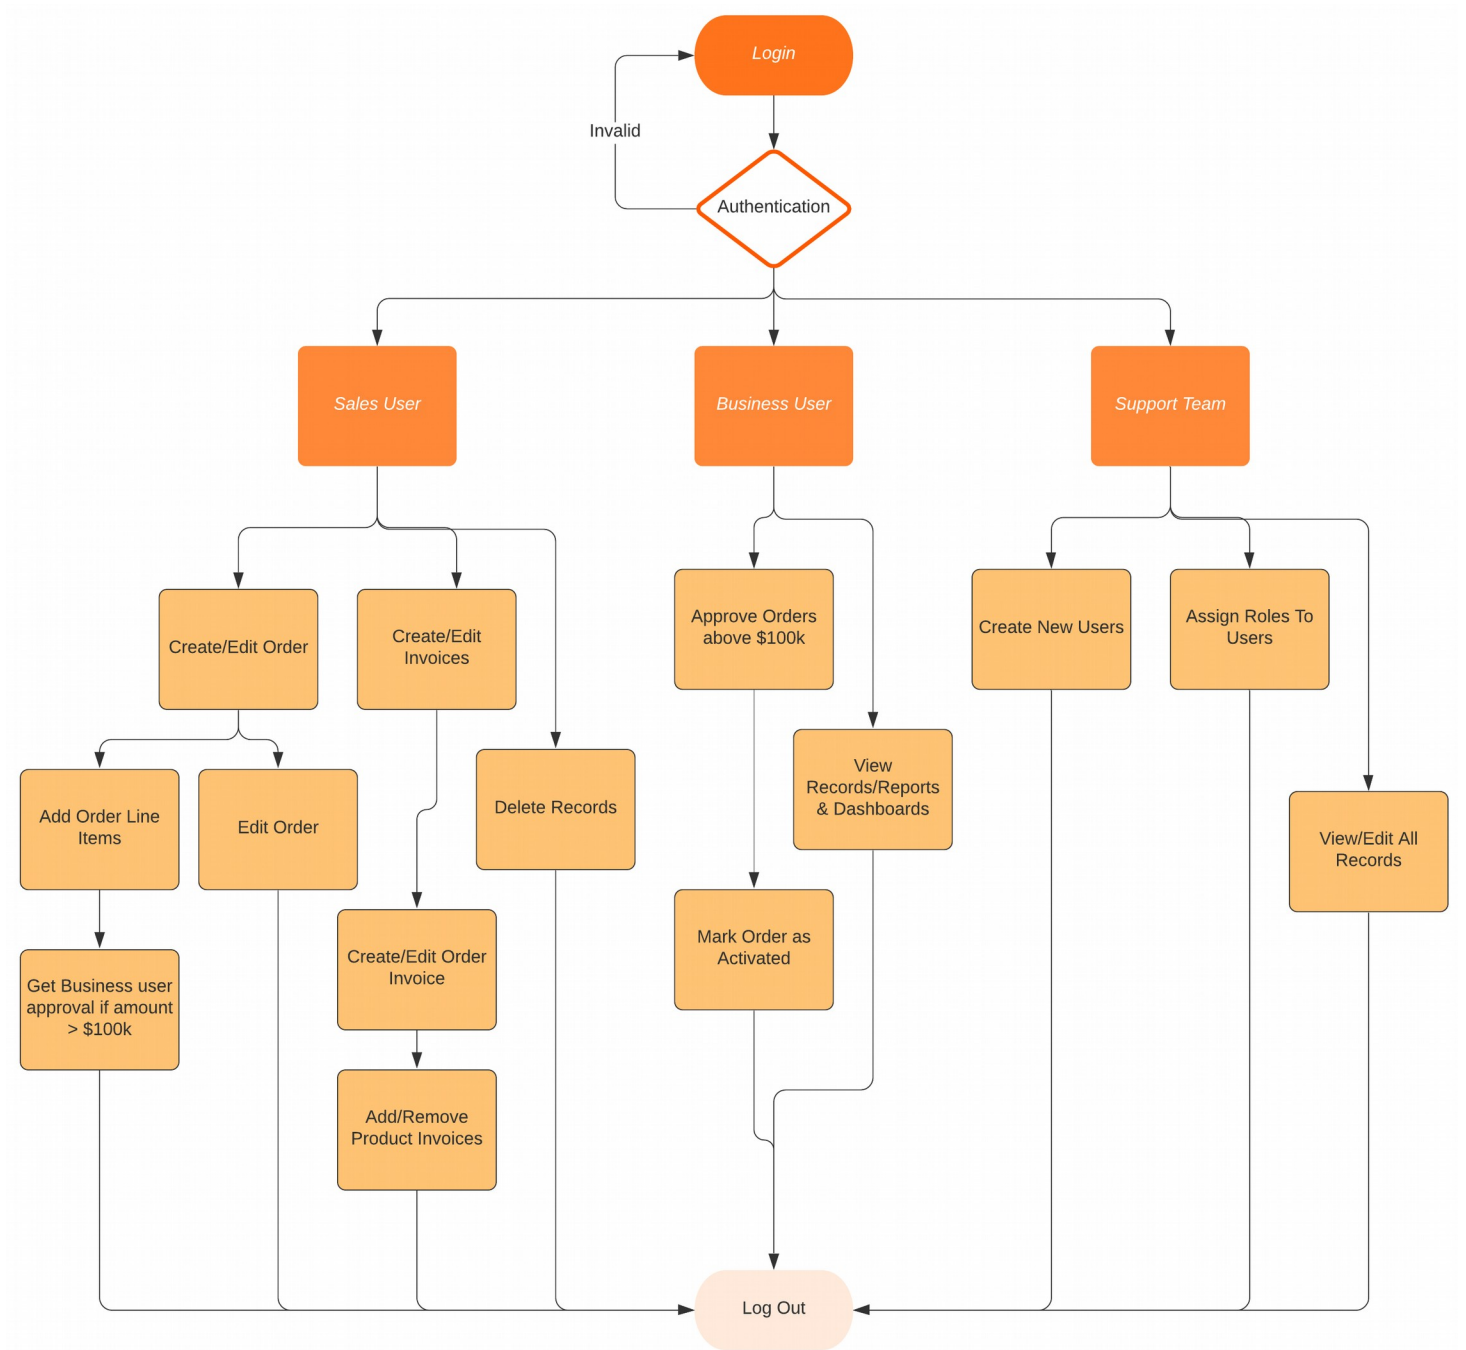 Login
Invalid
Authentication
Sales User
Business User
Support Team
Create/Edit Order
Create/Edit
Invoices
Approve Orders
above $100k
Create New Users
Assign Roles To
Users
Add Order Line
Items
Edit Order
Delete Records
View
Records/Reports
& Dashboards
View/Edit All
Records
Get Business user
approval if amount
> $100k
Create/Edit Order
Invoice
Mark Order as
Activated
Add/Remove
Product Invoices
Log Out